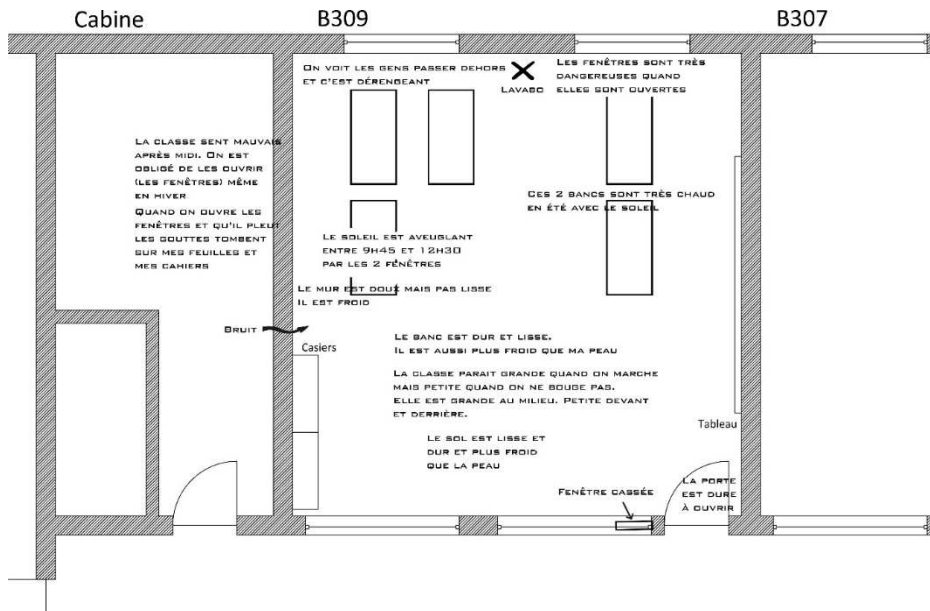 Cabine
B309
B307
ON VOIT LES GENS PASSER DEHORS
ET C'EST DÉRENGEANT
LAVABO
LES FENÊTRES SONT TRÈS
DANGEREUSES QUAND
ELLES SONT OUVERTES
LA CLASSE SENT MAUVAIS
APRÈS MIDI. ON EST
OBLIGÉ DE LES OUVRIR
(LES FENÊTRES) MÊME
EN HIVER
QUAND ON OUVRE LES
FENÊTRES ET QU'IL PLEUT
LES GOUTTES TOMBENT
SUR MES FEUILLES ET
MES CAHIERS
CES 2 BANCS SONT TRÈS CHAUD
EN ÉTÉ AVEC LE SOLEIL
LE SOLEIL EST AVEUGLANT
ENTRE 9H45 ET 12H30
PAR LES 2 FENÊTRES
LE MUR EST DOUX MAIS PAS LISSE
IL EST FROID
BRUIT
Casiers
LE BANC EST DUR ET LISSE.
IL EST AUSSI PLUS FROID QUE MA PEAU
LA CLASSE PARAIT GRANDE QUAND ON MARCHE
MAIS PETITE QUAND ON NE BOUGE PAS.
ELLE EST GRANDE AU MILIEU. PETITE DEVANT
ET DERRIÈRE.
Tableau
LE SOL EST LISSE ET
DUR ET PLUS FROID
QUE LA PEAU
FENÊTRE CASSÉE
LA PORTE
EST DURE
À OUVRIR